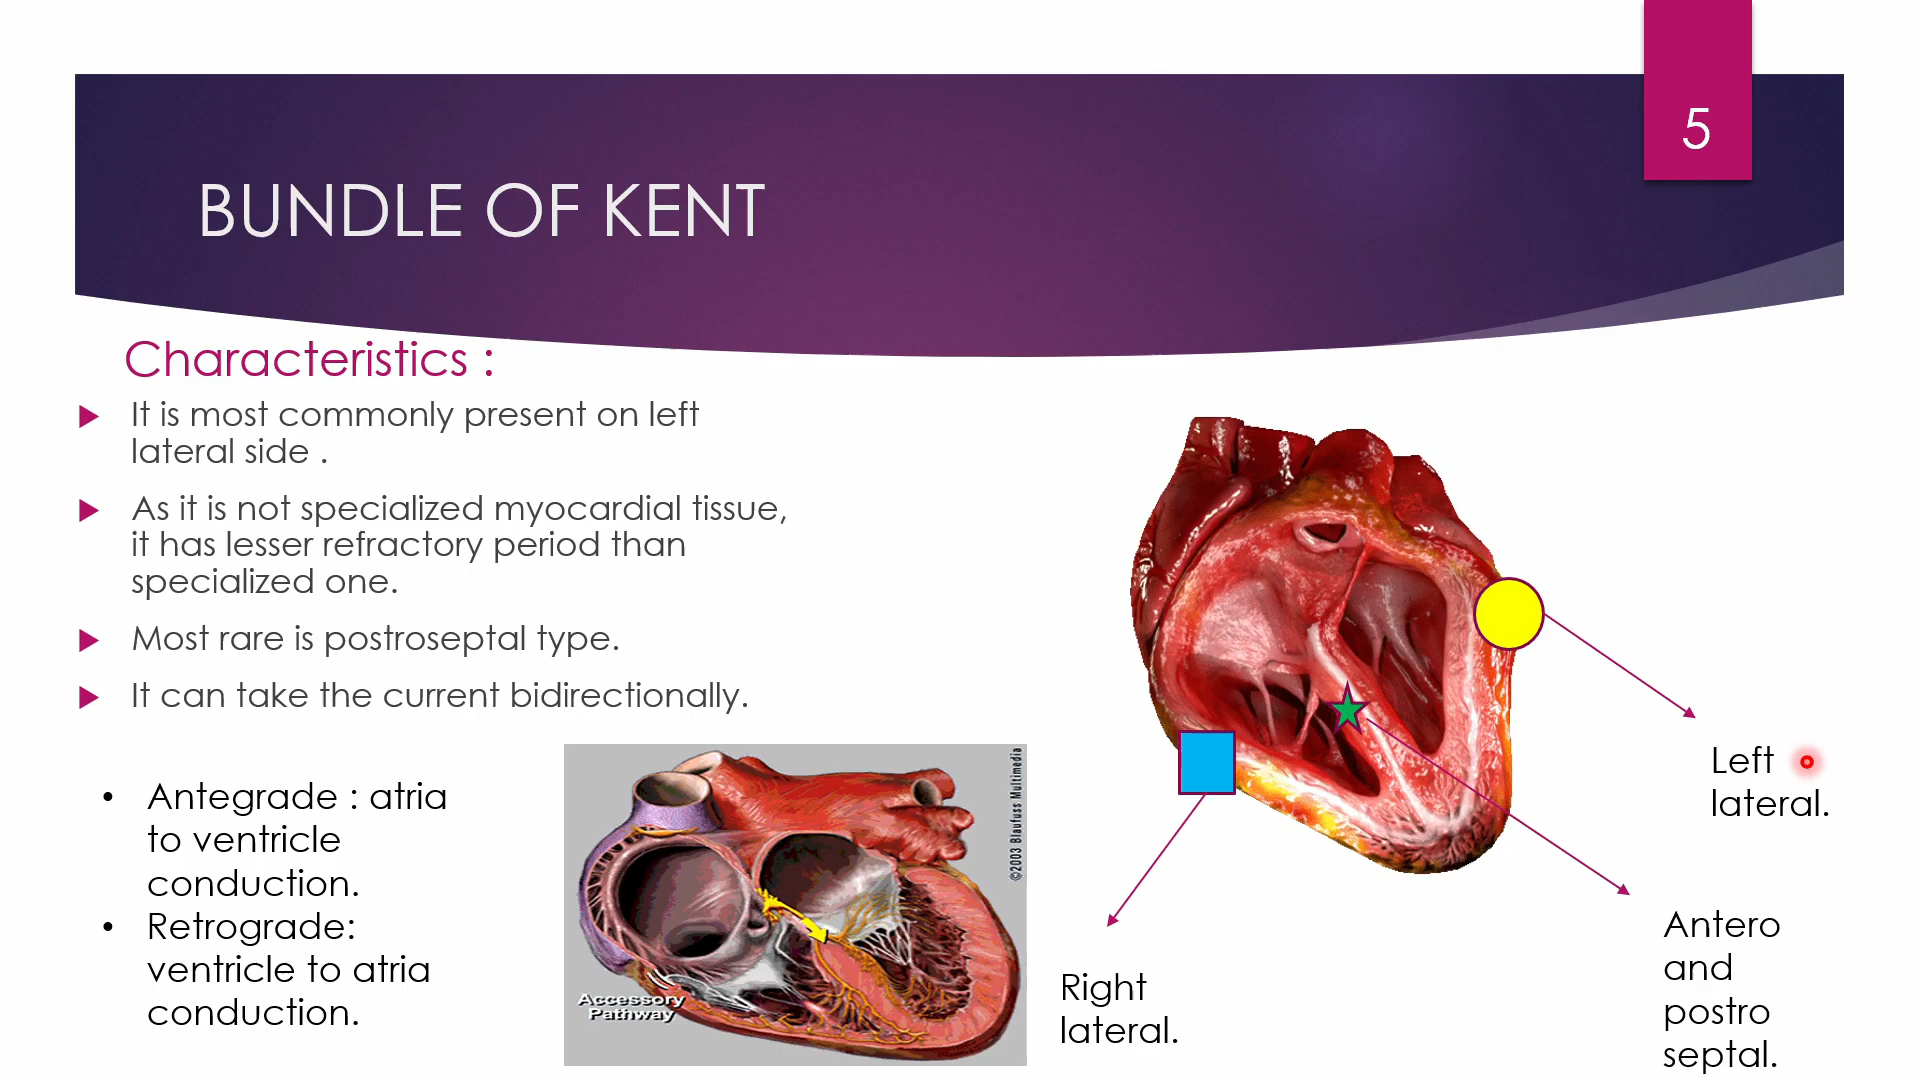 5
BUNDLE OF KENT
Characteristics :
It is most commonly present on left
lateral side .
As it is not specialized myocardial tissue,
it has lesser refractory period than
specialized one.
Most rare is postroseptal type.
It can take the current bidirectionally.
• Antegrade : atria
to ventricle
conduction.
• Retrograde:
ventricle to atria
conduction.
©2003 Blaufuss Multimedia
Accessory
Pathway
Right
lateral.
Left
lateral.
Antero
and
postro
septal.